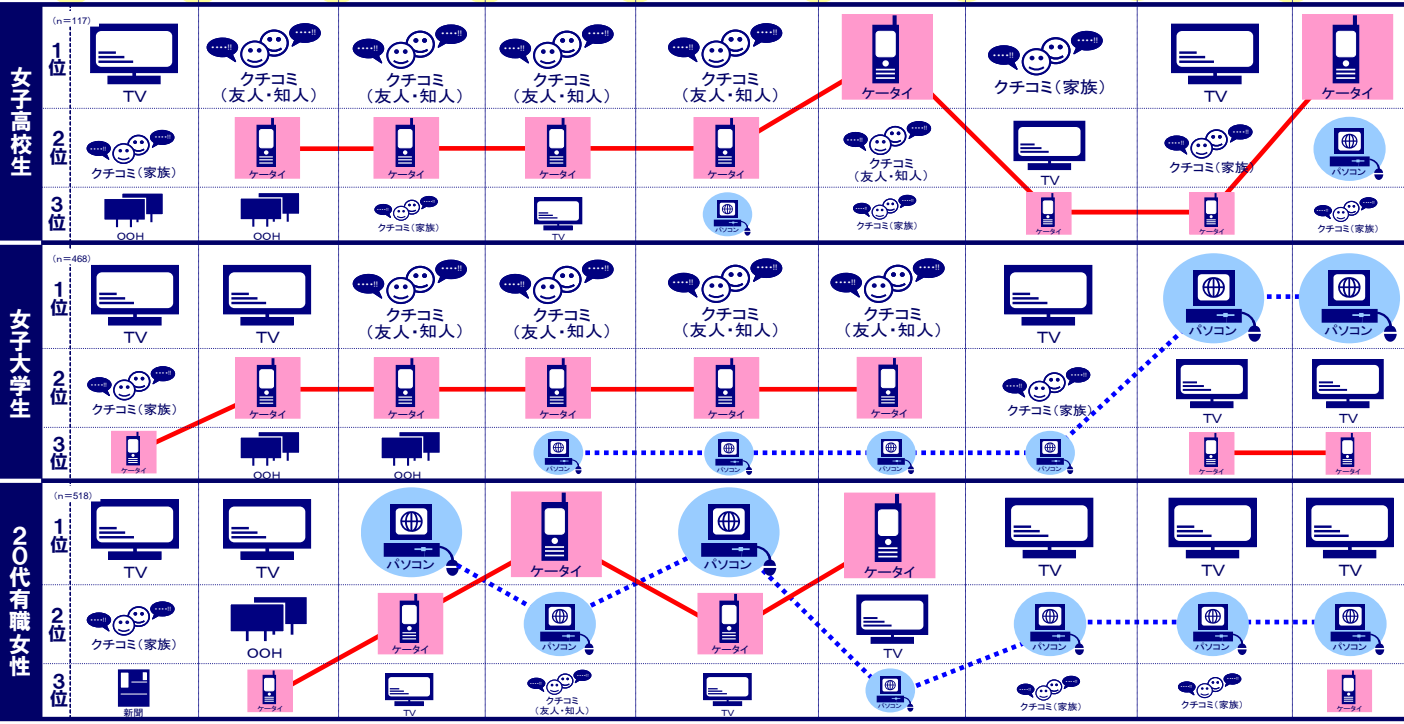 女子高校生
(n=117)
1位
TV
クチコミ
(友人・知人)
クチコミ
(友人・知人)
クチコミ
(友人・知人)
クチコミ
(友人・知人)
ケータイ
クチコミ(家族)
TV
ケータイ
2位
クチコミ(家族)
ケータイ
ケータイ
ケータイ
ケータイ
クチコミ
(友人・知人)
TV
クチコミ(家族)
パソコン
3位
OOH
OOH
クチコミ(家族)
TV
パソコン
クチコミ(家族)
ケータイ
ケータイ
クチコミ(家族)
女子大学生
(n=468)
1位
TV
TV
クチコミ
(友人・知人)
クチコミ
(友人・知人)
クチコミ
(友人・知人)
クチコミ
(友人・知人)
TV
パソコン
パソコン
2位
クチコミ(家族)
ケータイ
ケータイ
ケータイ
ケータイ
ケータイ
クチコミ(家族)
TV
TV
3位
ケータイ
OOH
OOH
パソコン
パソコン
パソコン
パソコン
ケータイ
ケータイ
20代有職女性
(n=518)
1位
TV
TV
パソコン
ケータイ
パソコン
ケータイ
TV
TV
TV
2位
クチコミ(家族)
OOH
ケータイ
パソコン
ケータイ
TV
パソコン
パソコン
パソコン
3位
新聞
ケータイ
TV
クチコミ
(友人・知人)
TV
パソコン
クチコミ(家族)
クチコミ(家族)
ケータイ